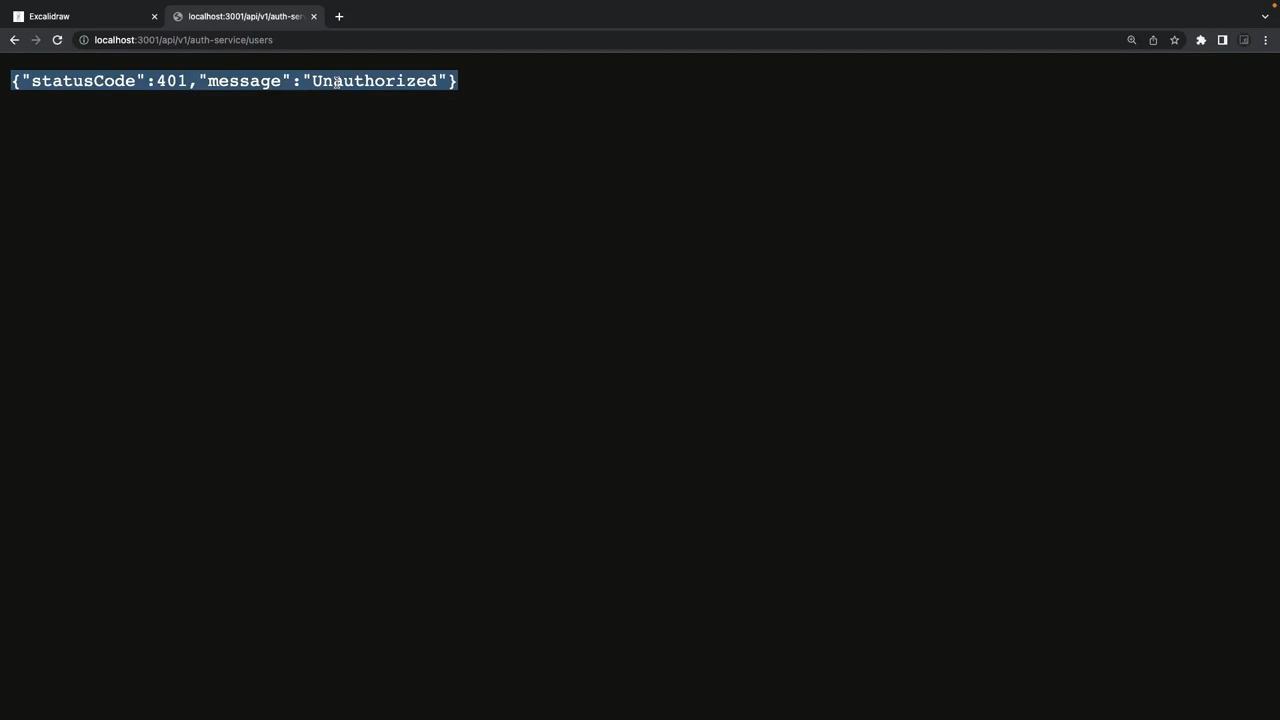 Excalidraw
localhost:3001/api/v1/auth-ser
localhost:3001/api/v1/auth-service/users
{"statusCode":401,"message":"Unauthorized"}